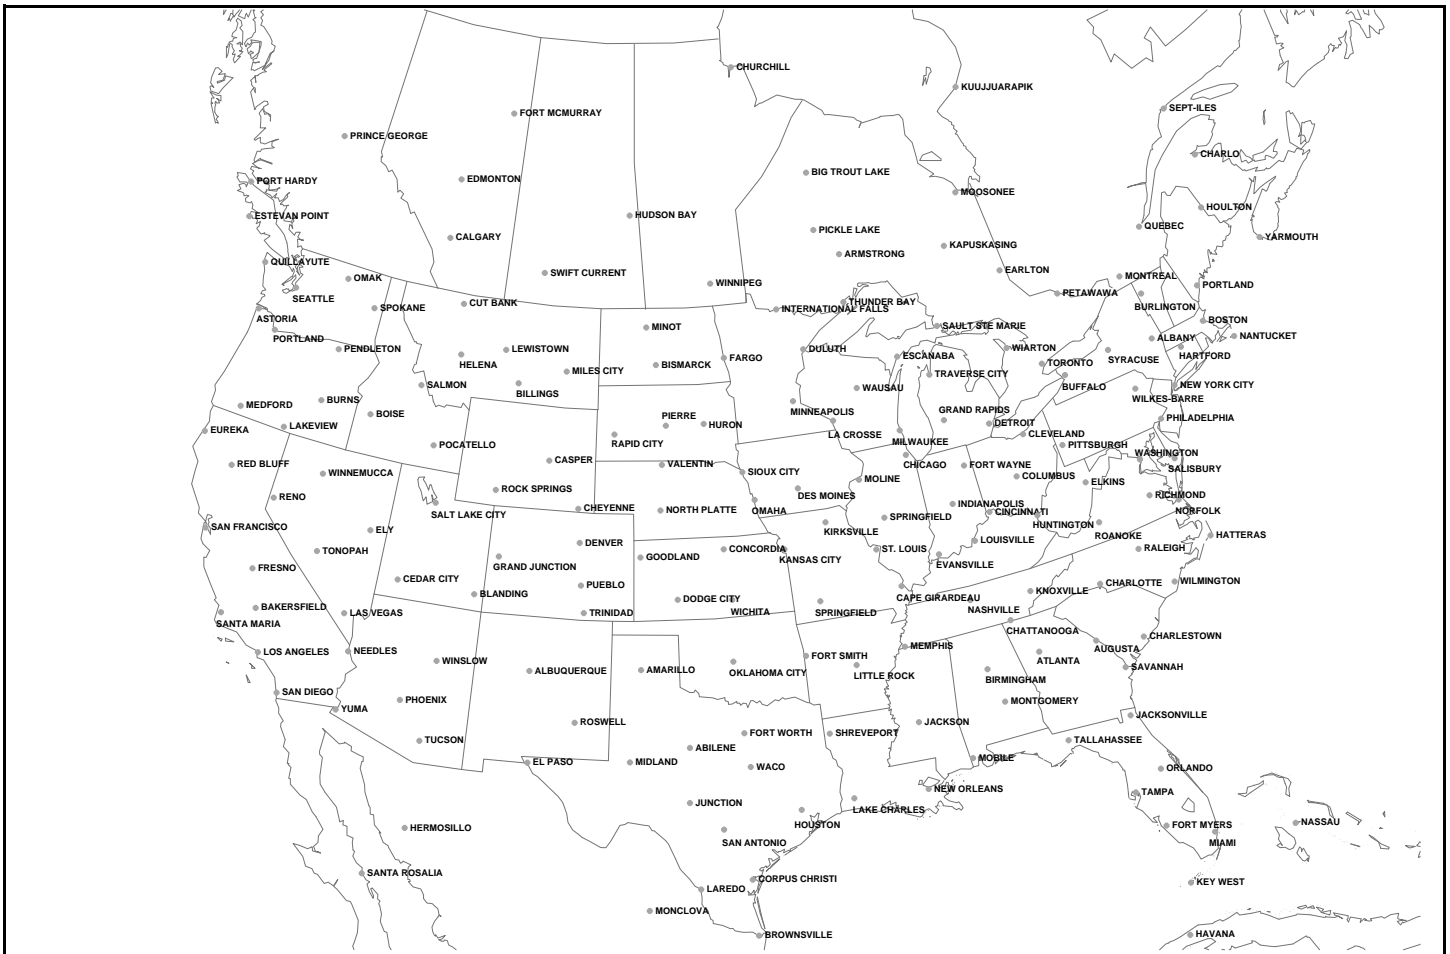 CHURCHILL
KUUJJUARAPIK
SEPT-ILES
FORT MCMURRAY
PRINCE GEORGE
CHARLO
BIG TROUT LAKE
EDMONTON
PORT HARDY
MOOSONEE
HOULTON
HUDSON BAY
ESTEVAN POINT
QUEBEC
PICKLE LAKE
CALGARY
YARMOUTH
KAPUSKASING
ARMSTRONG
QUILLAYUTE
EARLTON
SWIFT CURRENT
MONTREAL
OMAK
WINNIPEG
PORTLAND
PETAWAWA
SEATTLE
THUNDER BAY
CUT BANK
SPOKANE
INTERNATIONAL FALLS
BURLINGTON
ASTORIA
BOSTON
SAULT STE MARIE
MINOT
NANTUCKET
PORTLAND
ALBANY
PENDLETON
LEWISTOWN
DULUTH
WIARTON
HARTFORD
ESCANABA
FARGO
SYRACUSE
TORONTO
HELENA
BISMARCK
MILES CITY
TRAVERSE CITY
SALMON
WAUSAU
BUFFALO
NEW YORK CITY
BILLINGS
WILKES-BARRE
BURNS
MEDFORD
MINNEAPOLIS
GRAND RAPIDS
BOISE
PIERRE
PHILADELPHIA
LAKEVIEW
HURON
DETROIT
EUREKA
LA CROSSE
CLEVELAND
RAPID CITY
MILWAUKEE
POCATELLO
PITTSBURGH
WASHINGTON
CASPER
RED BLUFF
VALENTIN
CHICAGO
FORT WAYNE
SALISBURY
WINNEMUCCA
SIOUX CITY
COLUMBUS
MOLINE
ELKINS
ROCK SPRINGS
DES MOINES
RICHMOND
RENO
INDIANAPOLIS
CHEYENNE
NORTH PLATTE
OMAHA
CINCINNATI
NORFOLK
SALT LAKE CITY
SPRINGFIELD
HUNTINGTON
SAN FRANCISCO
ELY
KIRKSVILLE
ROANOKE
HATTERAS
LOUISVILLE
DENVER
RALEIGH
TONOPAH
CONCORDIA
ST. LOUIS
GOODLAND
KANSAS CITY
EVANSVILLE
GRAND JUNCTION
FRESNO
CEDAR CITY
WILMINGTON
CHARLOTTE
PUEBLO
KNOXVILLE
BLANDING
CAPE GIRARDEAU
DODGE CITY
BAKERSFIELD
NASHVILLE
WICHITA
LAS VEGAS
TRINIDAD
SPRINGFIELD
SANTA MARIA
CHATTANOOGA
CHARLESTOWN
MEMPHIS
AUGUSTA
LOS ANGELES
NEEDLES
FORT SMITH
WINSLOW
ATLANTA
SAVANNAH
ALBUQUERQUE
AMARILLO
OKLAHOMA CITY
LITTLE ROCK
BIRMINGHAM
SAN DIEGO
PHOENIX
MONTGOMERY
YUMA
JACKSONVILLE
ROSWELL
JACKSON
FORT WORTH
SHREVEPORT
TUCSON
TALLAHASSEE
ABILENE
MOBILE
EL PASO
MIDLAND
WACO
ORLANDO
NEW ORLEANS
TAMPA
JUNCTION
LAKE CHARLES
NASSAU
HOUSTON
FORT MYERS
HERMOSILLO
SAN ANTONIO
MIAMI
SANTA ROSALIA
CORPUS CHRISTI
KEY WEST
LAREDO
MONCLOVA
BROWNSVILLE
HAVANA